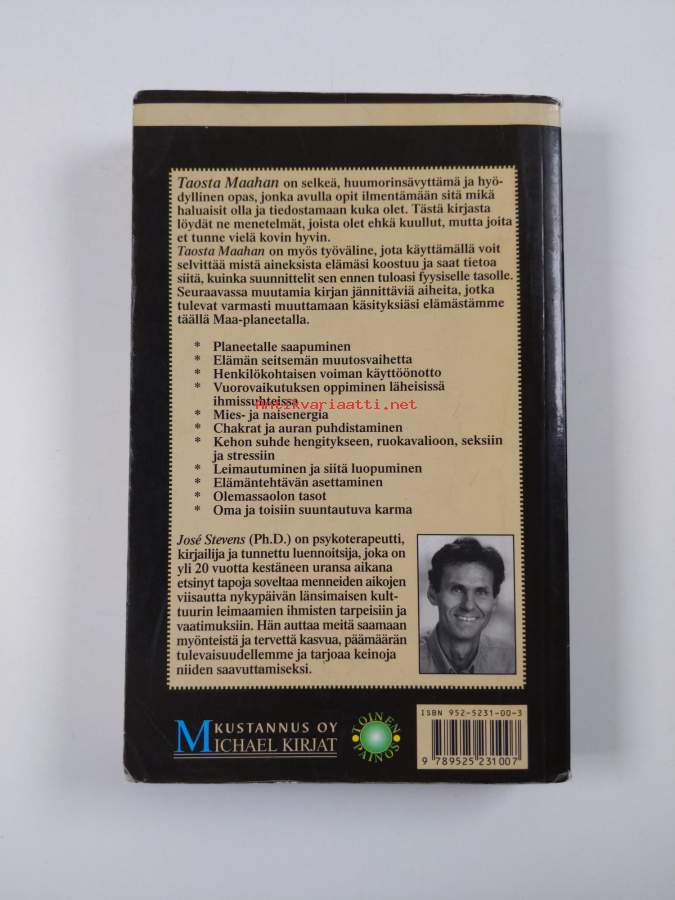 Taosta Maahan on selkeä, huumorinsävyttämä ja hyö-
dyllinen opas, jonka avulla opit ilmentämään sitä mikä
haluaisit olla ja tiedostamaan kuka olet. Tästä kirjasta
löydät ne menetelmät, joista olet ehkä kuullut, mutta joita
et tunne vielä kovin hyvin.
Taosta Maahan on myös työväline, jota käyttämällä voit
selvittää mistä aineksista elämäsi koostuu ja saat tietoa
siitä, kuinka suunnittelit sen ennen tuloasi fyysiselle tasolle.
Seuraavassa muutamia kirjan jännittäviä aiheita, jotka
tulevat varmasti muuttamaan käsityksiäsi elämästämme
täällä Maa-planeetalla.
* Planeetalle saapuminen
* Elämän seitsemän muutosvaihetta
* Henkilökohtaisen voiman käyttöönotto
* Vuorovaikutuksen oppiminen läheisissä
ihmissuhteissa
Antikvariaatti.net
* Mies- ja naisenergia
* Chakrat ja auran puhdistaminen
* Kehon suhde hengitykseen, ruokavalioon, seksiin
ja stressiin
* Leimautuminen ja siitä luopuminen
* Elämäntehtävän asettaminen
* Olemassaolon tasot
* Oma ja toisiin suuntautuva karma
José Stevens (Ph.D.) on psykoterapeutti,
kirjailija ja tunnettu luennoitsija, joka on
yli 20 vuotta kestäneen uransa aikana
etsinyt tapoja soveltaa menneiden aikojen
viisautta nykypäivän länsimaisen kult-
tuurin leimaamien ihmisten tarpeisiin ja
vaatimuksiin. Hän auttaa meitä saamaan
myönteistä ja tervettä kasvua, päämäärän
tulevaisuudellemme ja tarjoaa keinoja
niiden saavuttamiseksi.
KUSTANNUS OY
MICHAEL KIRJAT
TOINEN
PAINOS
ISBN 952-5231-00-3
9 789525 231007